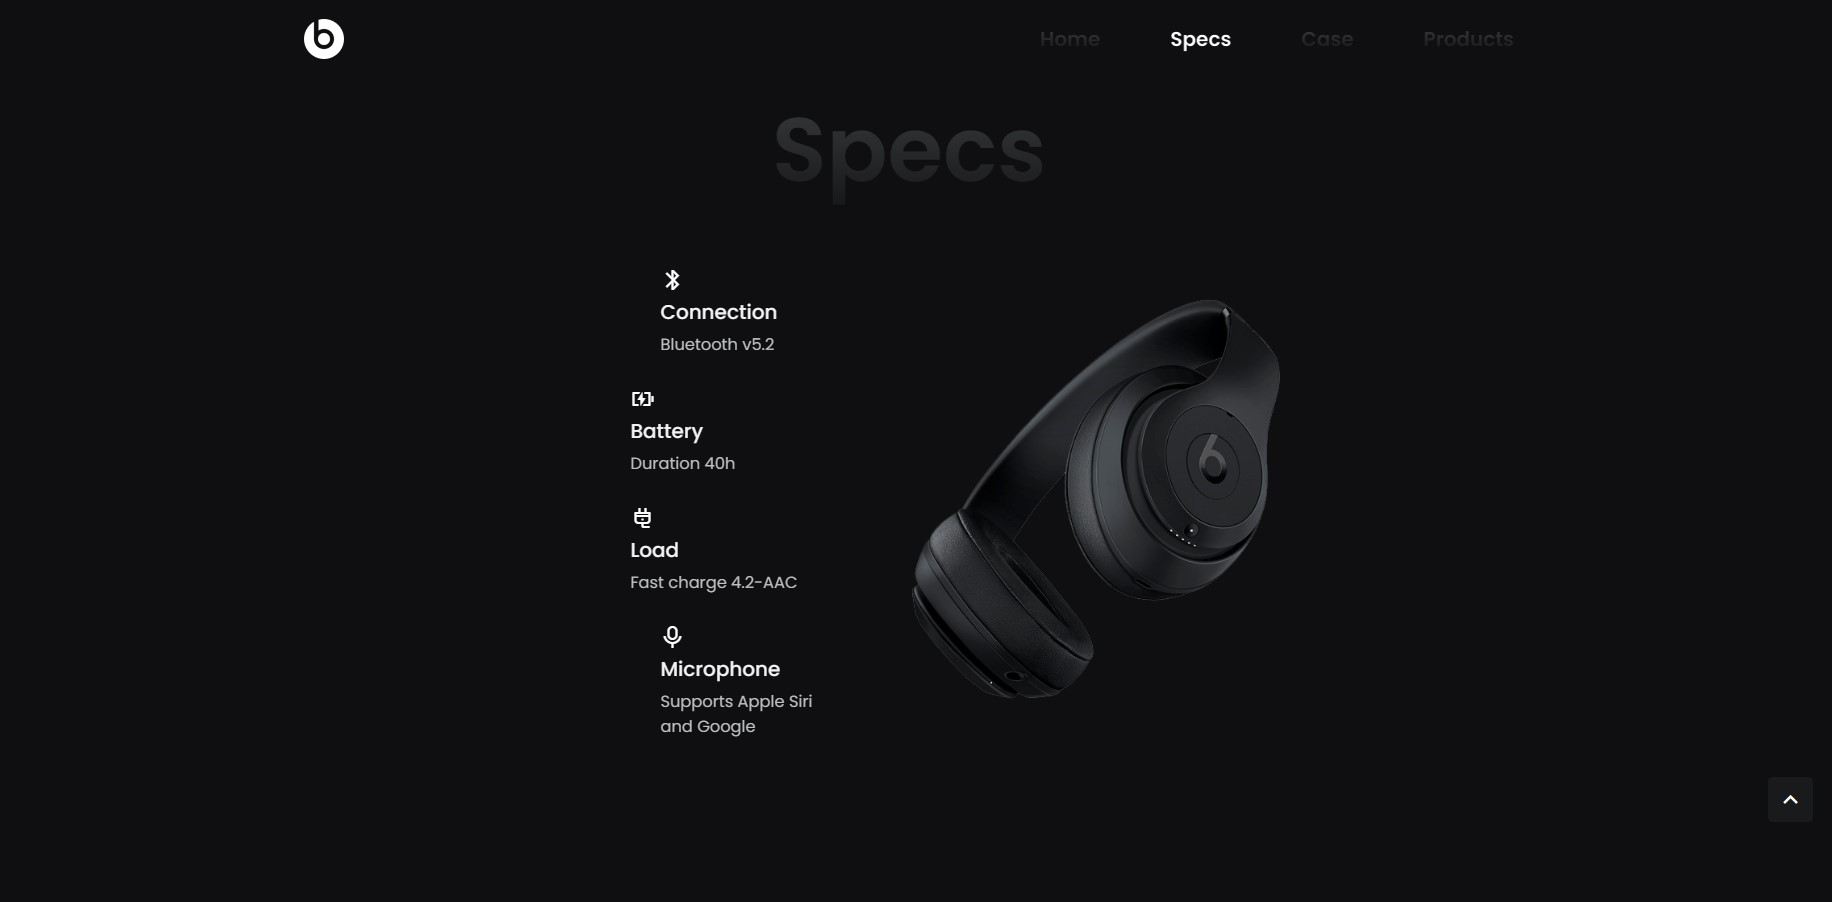 Home
Specs
Case
Products
Specs
Connection
Bluetooth v5.2
Battery
Duration 40h
Load
Fast charge 4.2-AAC
Microphone
Supports Apple Siri
and Google